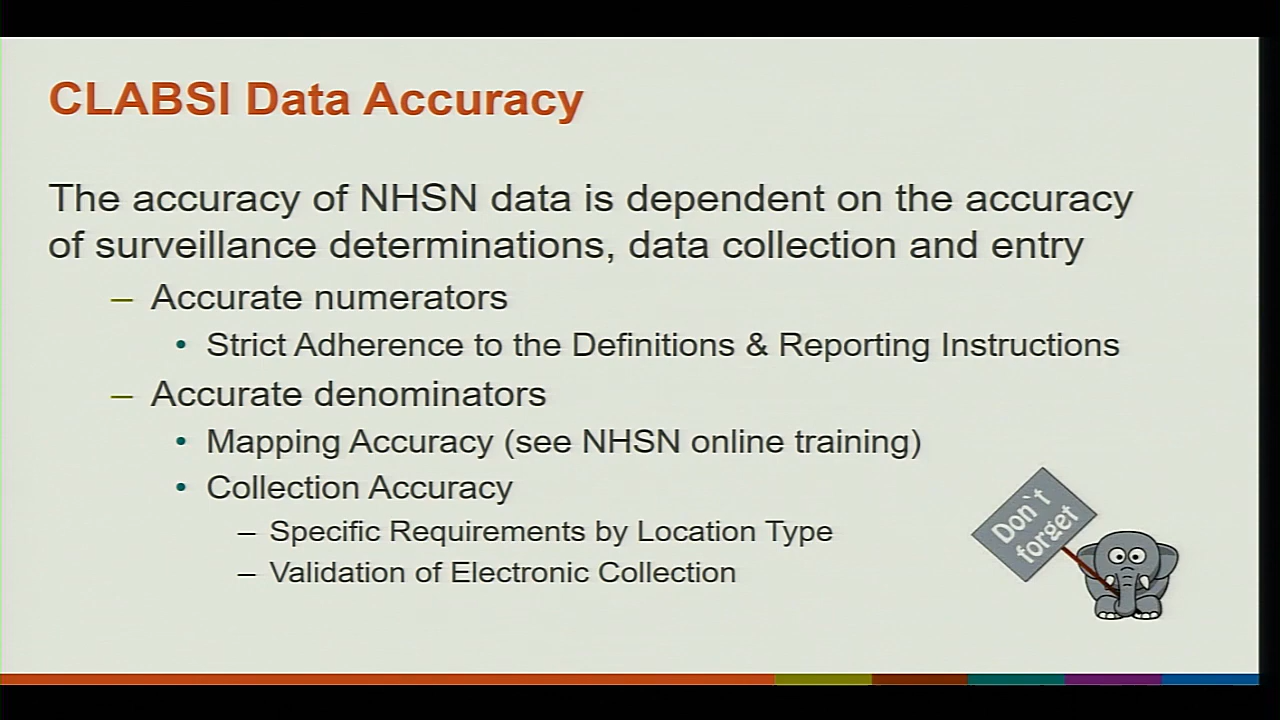 CLABSI Data Accuracy
The accuracy of NHSN data is dependent on the accuracy
of surveillance determinations, data collection and entry
– Accurate numerators
• Strict Adherence to the Definitions & Reporting Instructions
– Accurate denominators
• Mapping Accuracy (see NHSN online training)
• Collection Accuracy
– Specific Requirements by Location Type
– Validation of Electronic Collection
Don`t
forget